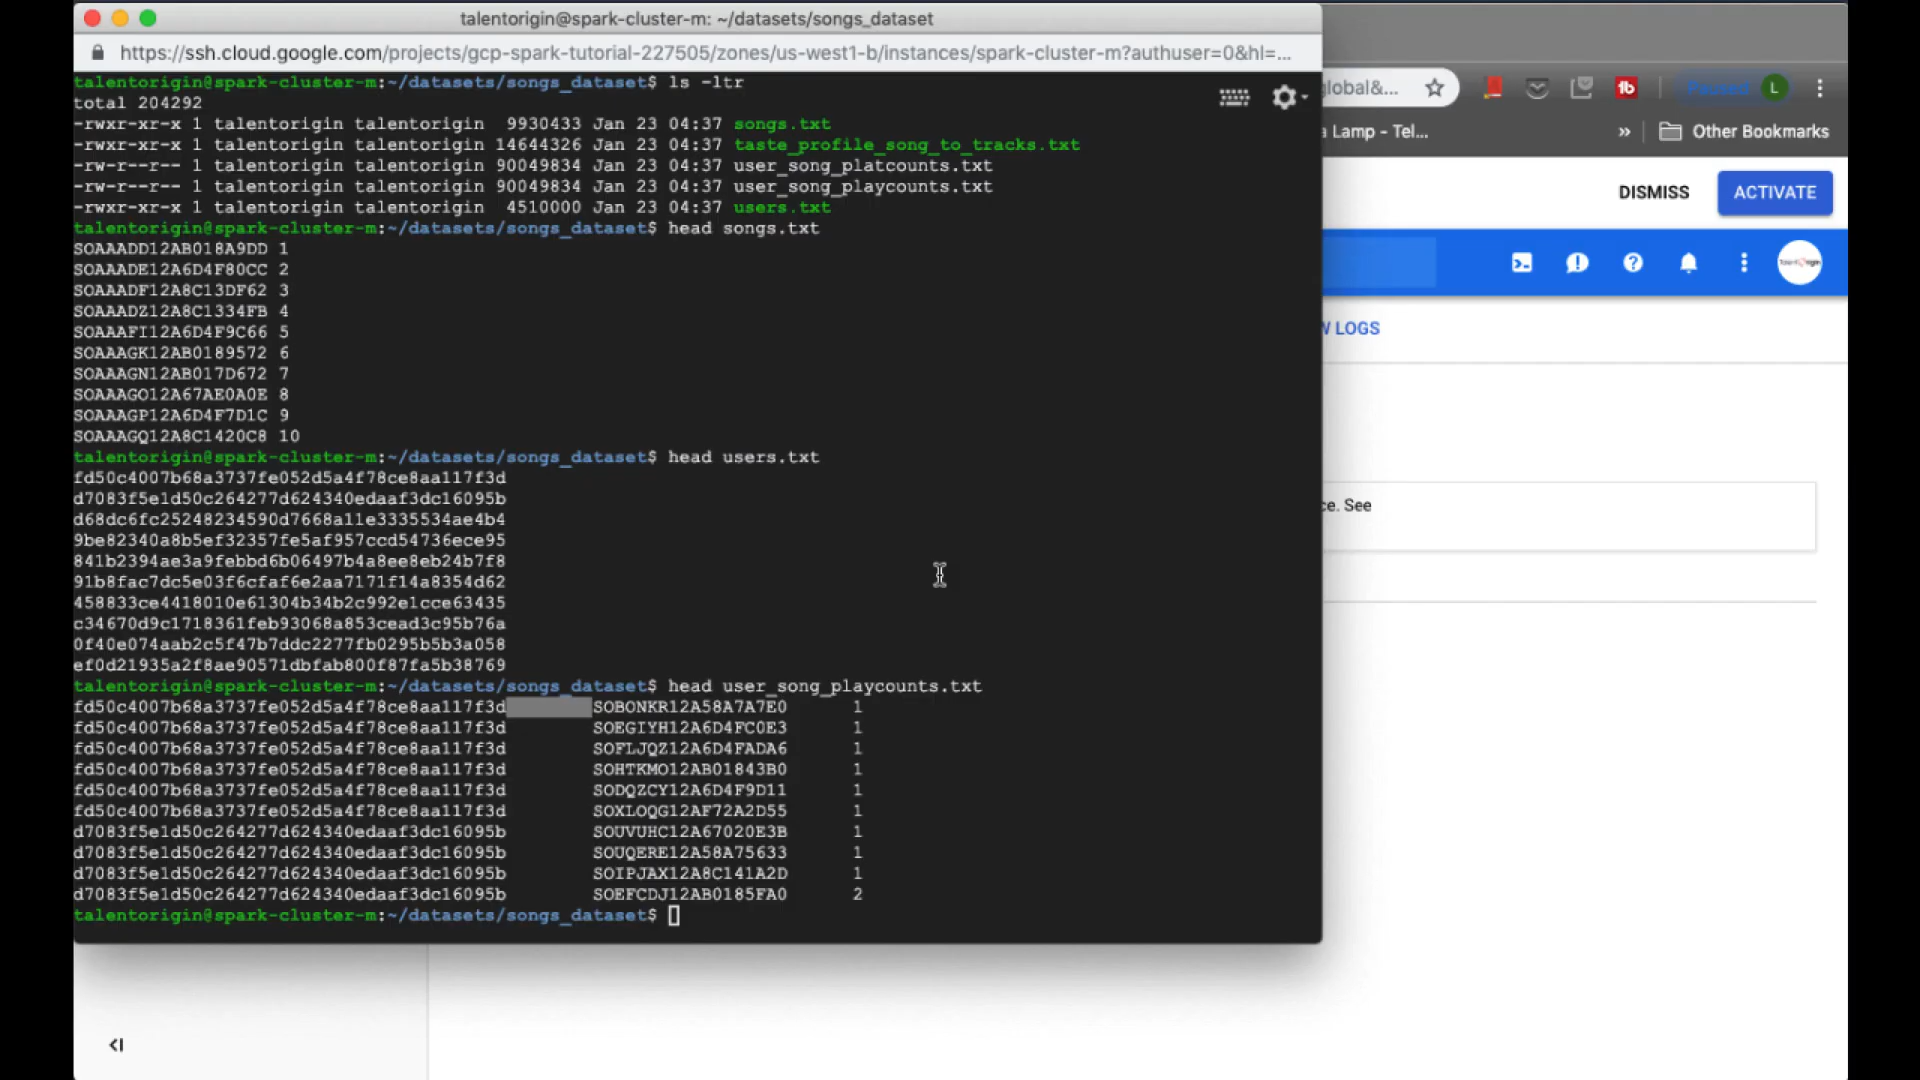 talentorigin@spark-cluster-m: ~/datasets/songs_dataset
https://ssh.cloud.google.com/projects/gcp-spark-tutorial-227505/zones/us-west1-b/instances/spark-cluster-m?authuser=0&hl=...
talentorigin@spark-cluster-m:~/datasets/songs_dataset$ ls -ltr
total 204292
-rwxr-xr-x 1 talentorigin talentorigin  9930433 Jan 23 04:37 songs.txt
-rwxr-xr-x 1 talentorigin talentorigin 14644326 Jan 23 04:37 taste_profile_song_to_tracks.txt
-rw-r--r-- 1 talentorigin talentorigin 90049834 Jan 23 04:37 user_song_platcounts.txt
-rw-r--r-- 1 talentorigin talentorigin 90049834 Jan 23 04:37 user_song_playcounts.txt
-rwxr-xr-x 1 talentorigin talentorigin  4510000 Jan 23 04:37 users.txt
talentorigin@spark-cluster-m:~/datasets/songs_dataset$ head songs.txt
SOAAADD12AB018A9DD 1
SOAAADE12A6D4F80CC 2
SOAAADF12A8C13DF62 3
SOAAADZ12A8C1334FB 4
SOAAAFI12A6D4F9C66 5
SOAAAGK12AB0189572 6
SOAAAGN12AB017D672 7
SOAAAGO12A67AE0A0E 8
SOAAAGP12A6D4F7D1C 9
SOAAAGQ12A8C1420C8 10
talentorigin@spark-cluster-m:~/datasets/songs_dataset$ head users.txt
fd50c4007b68a3737fe052d5a4f78ce8aa117f3d
d7083f5e1d50c264277d624340edaaf3dc16095b
d68dc6fc25248234590d7668a11e3335534ae4b4
9be82340a8b5ef32357fe5af957ccd54736ece95
841b2394ae3a9febbd6b06497b4a8ee8eb24b7f8
91b8fac7dc5e03f6cfaf6e2aa7171f14a8354d62
458833ce4418010e61304b34b2c992e1cce63435
c34670d9c1718361feb93068a853cead3c95b76a
0f40e074aab2c5f47b7ddc2277fb0295b5b3a058
ef0d21935a2f8ae90571dbfab800f87fa5b38769
talentorigin@spark-cluster-m:~/datasets/songs_dataset$ head user_song_playcounts.txt
fd50c4007b68a3737fe052d5a4f78ce8aa117f3d SOBONKR12A58A7A7E0 1
fd50c4007b68a3737fe052d5a4f78ce8aa117f3d SOEGIYH12A6D4FC0E3 1
fd50c4007b68a3737fe052d5a4f78ce8aa117f3d SOFLJQZ12A6D4FADA6 1
fd50c4007b68a3737fe052d5a4f78ce8aa117f3d SOHTKMO12AB01843B0 1
fd50c4007b68a3737fe052d5a4f78ce8aa117f3d SODQZCY12A6D4F9D11 1
fd50c4007b68a3737fe052d5a4f78ce8aa117f3d SOXLOQG12AF72A2D55 1
d7083f5e1d50c264277d624340edaaf3dc16095b SOUVUHC12A67020E3B 1
d7083f5e1d50c264277d624340edaaf3dc16095b SOUQERE12A58A75633 1
d7083f5e1d50c264277d624340edaaf3dc16095b SOIPJAX12A8C141A2D 1
d7083f5e1d50c264277d624340edaaf3dc16095b SOEFCDJ12AB0185FA0 2
talentorigin@spark-cluster-m:~/datasets/songs_dataset$
global&...
Paused L
a Lamp - Tel...
» Other Bookmarks
DISMISS ACTIVATE
W LOGS
ce. See